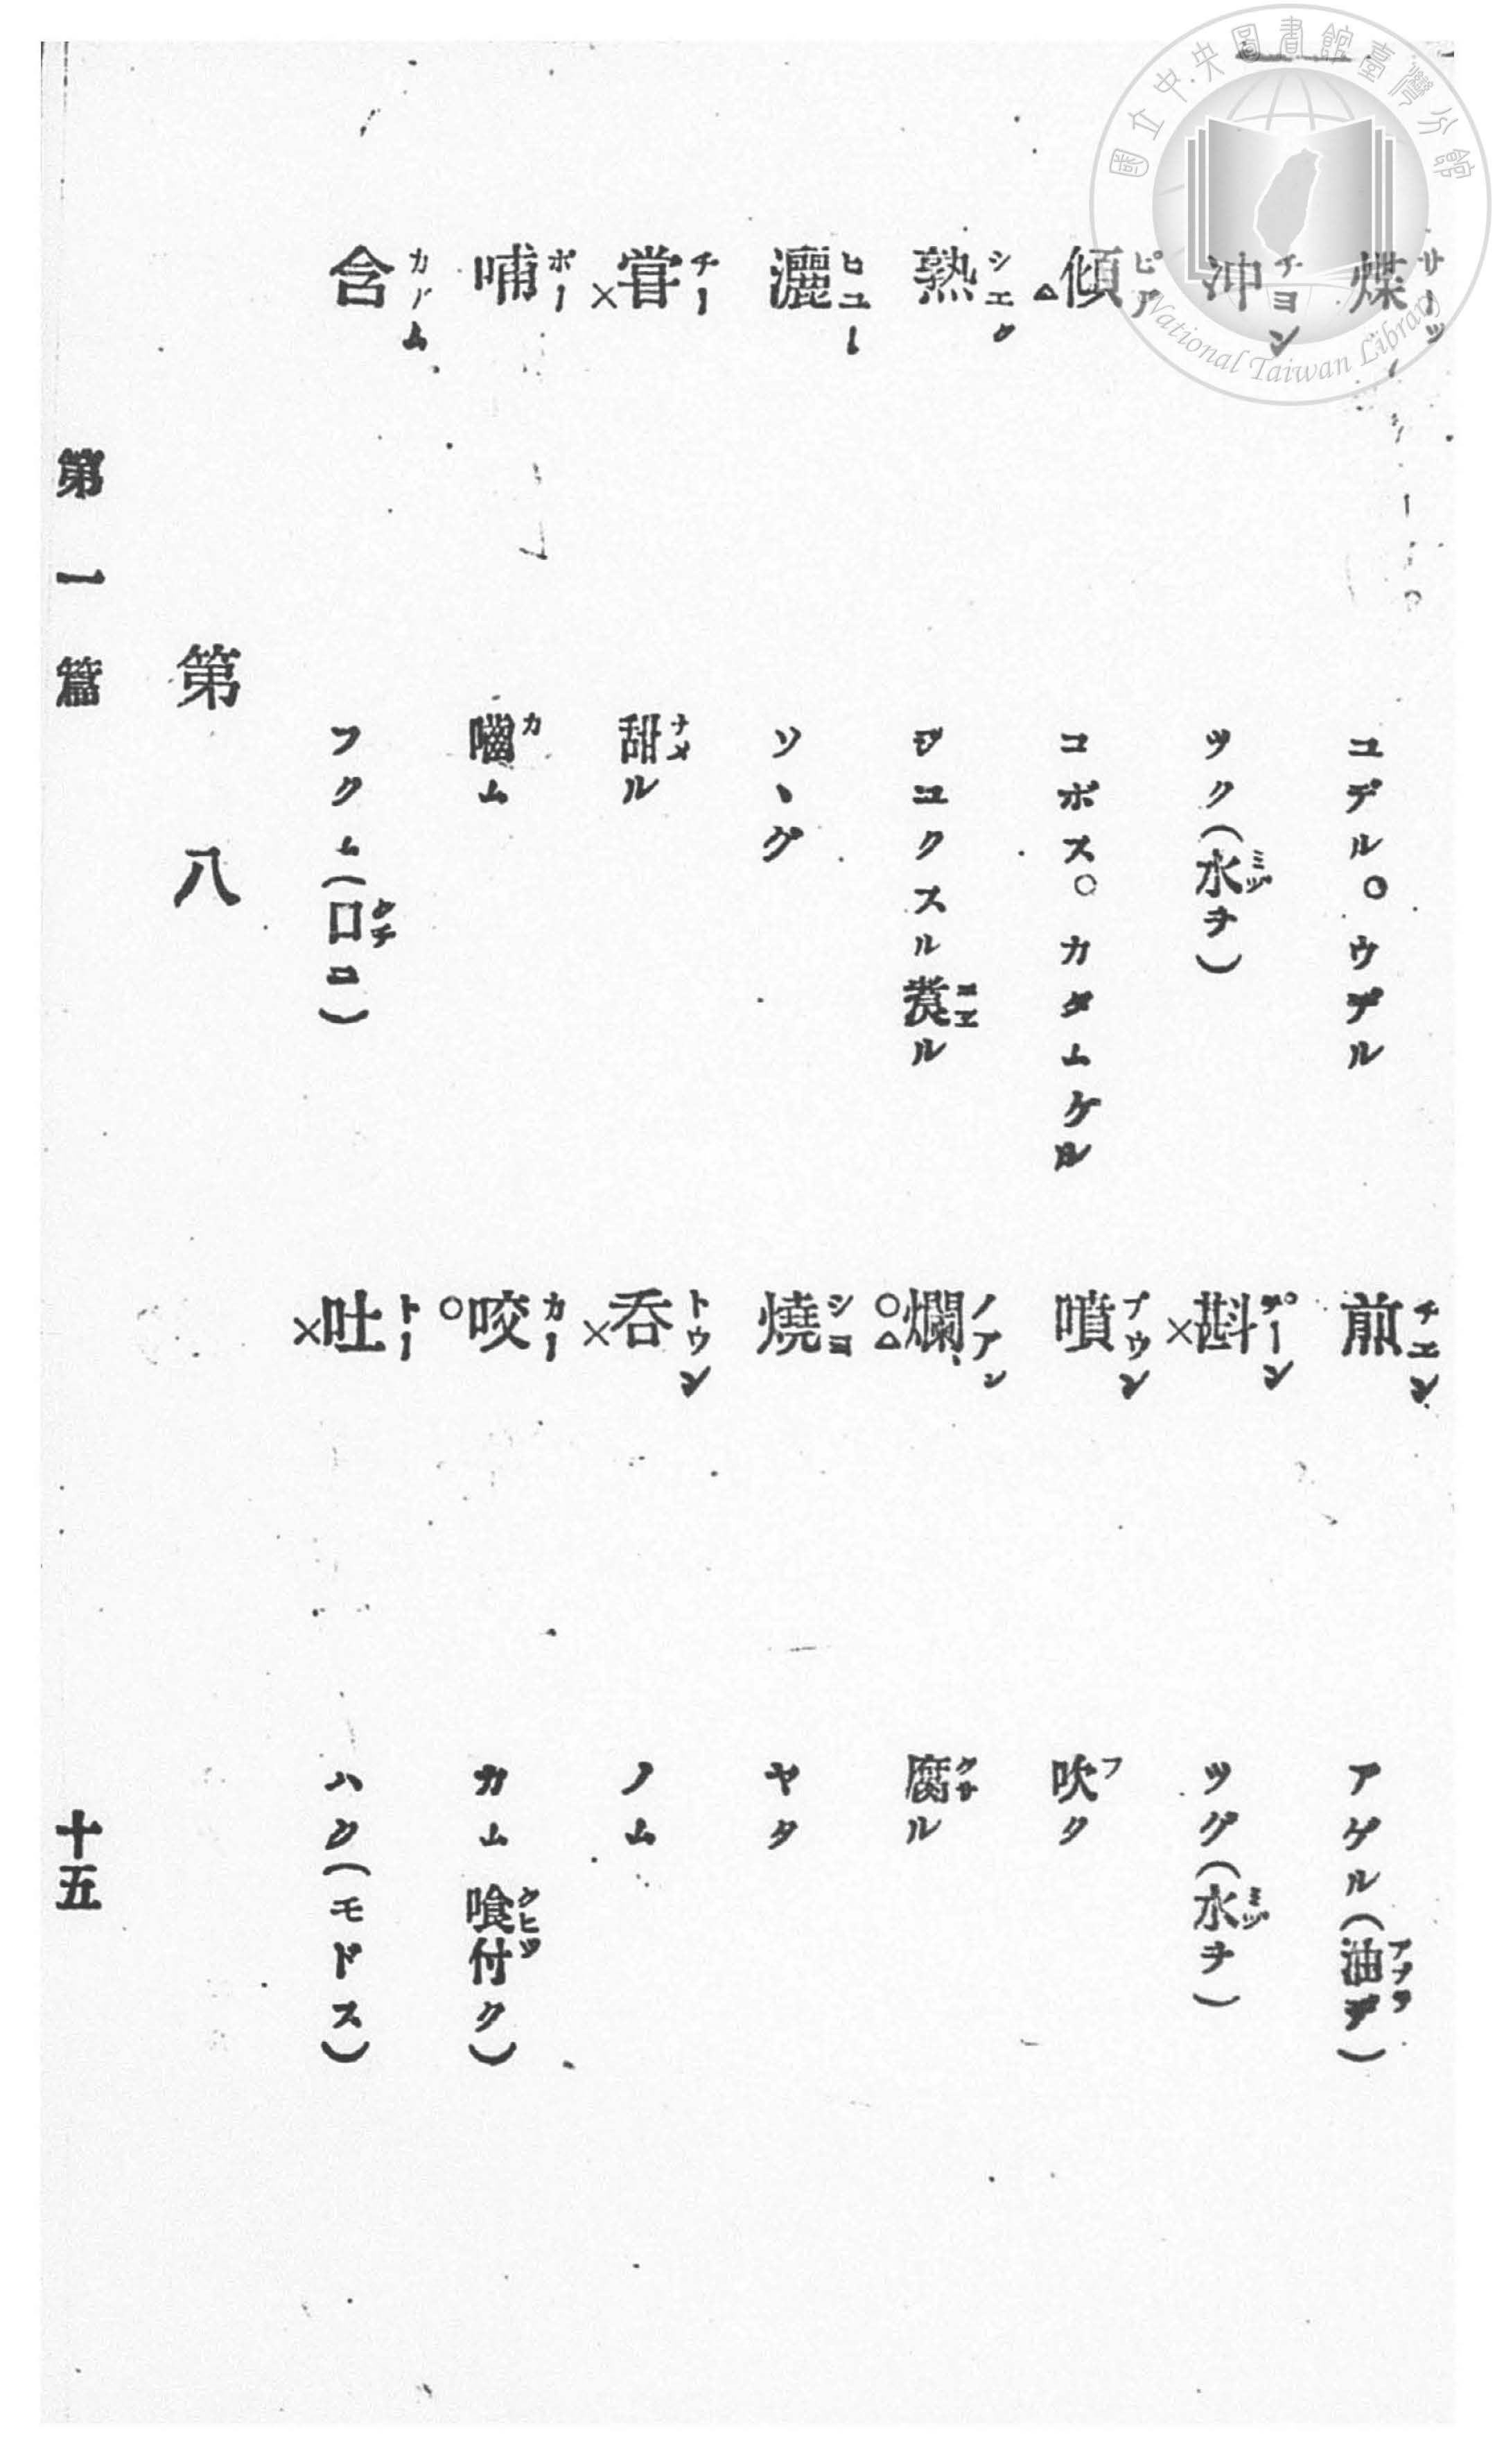 國立中央圖書館臺灣分館
National Taiwan Library
煠 サーツ ユデル。ウデル 煎 チエン アゲル(油アブラデ)
沖 チヨン ツク(水ミヅヲ) ×斟 チーン ツグ(水ミヅヲ)
△傾 ピア コボス。カタムケル 噴 プウン 吹フク
熟 シエク ジユクスル煑ニエル ○△爛 ノアン 腐クサル
灑 ヒユー ソヽグ 燒 シヨ ヤク
×嘗 チー 甜ナメル ×呑 トウン ノム
哺 ポー 嚙カム ○咬 カー カム 喰付クヒツク)
含 カアム フクム(口クチニ) ×吐 トー ハク(モドス)
第八
第一篇 十五